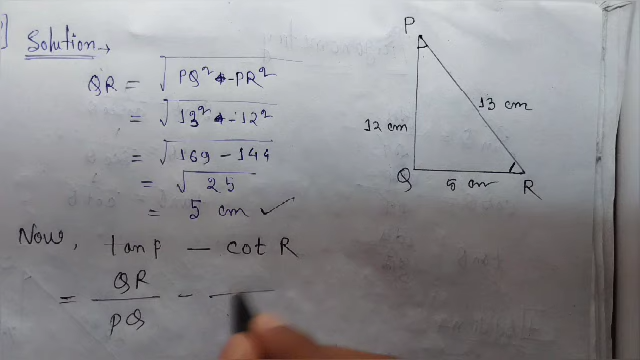 Solution→
QR = √PQ² - PR²
= √13² - 12²
= √169 - 144
= √25
= 5 cm ✓
Now, tan P - cot R
= QR/PQ -
P
12 cm
13 cm
Q
5 cm
R